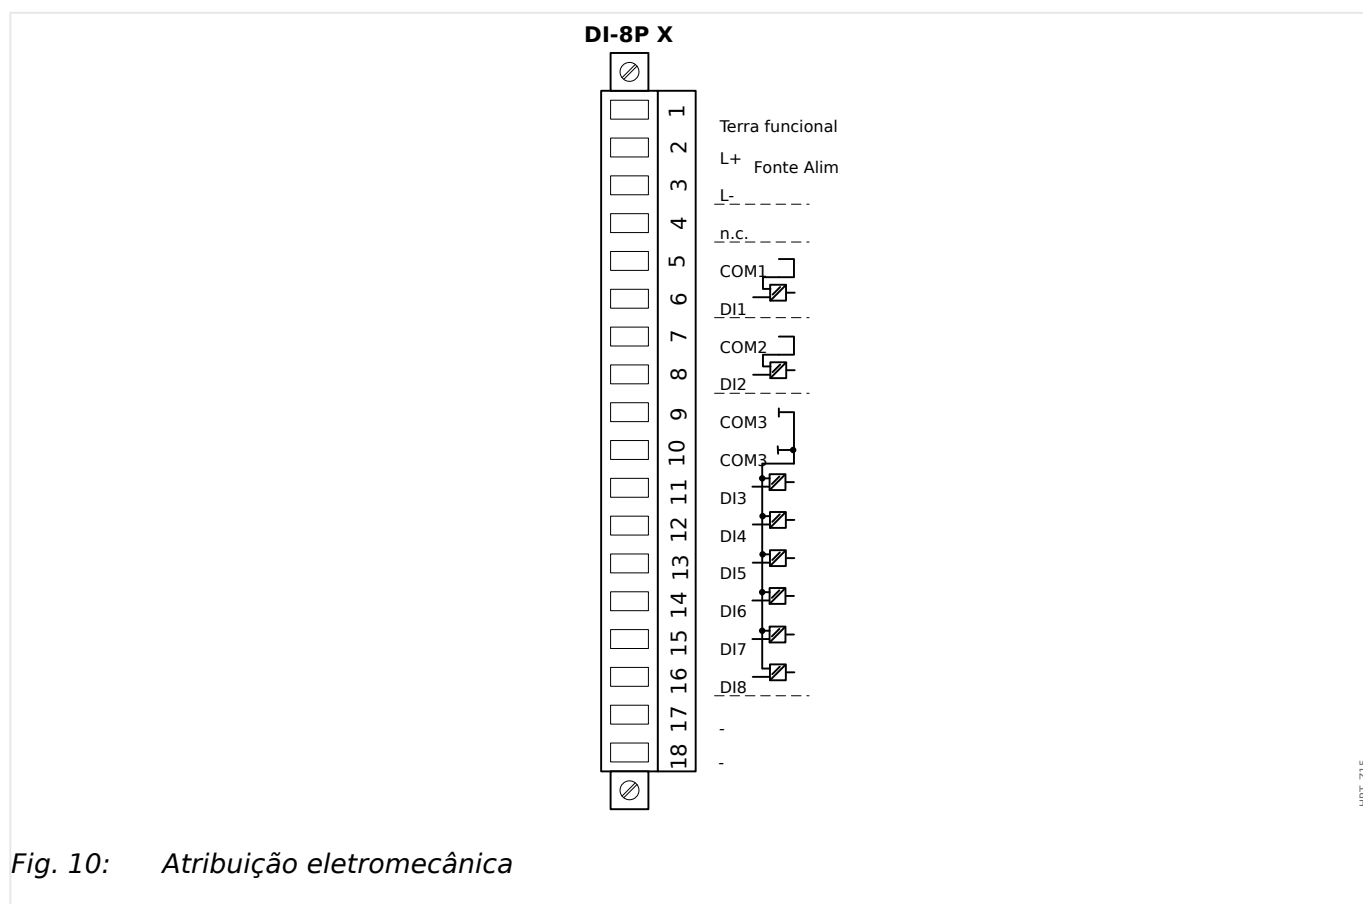 DI-8P X
1
Terra funcional
2
L+
Fonte Alim
3
L-
4
n.c.
5
COM1
6
DI1
7
COM2
8
DI2
9
COM3
10
COM3
11
DI3
12
DI4
13
DI5
14
DI6
15
DI7
16
DI8
17
-
18
-
Fig. 10: Atribuição eletromecânica